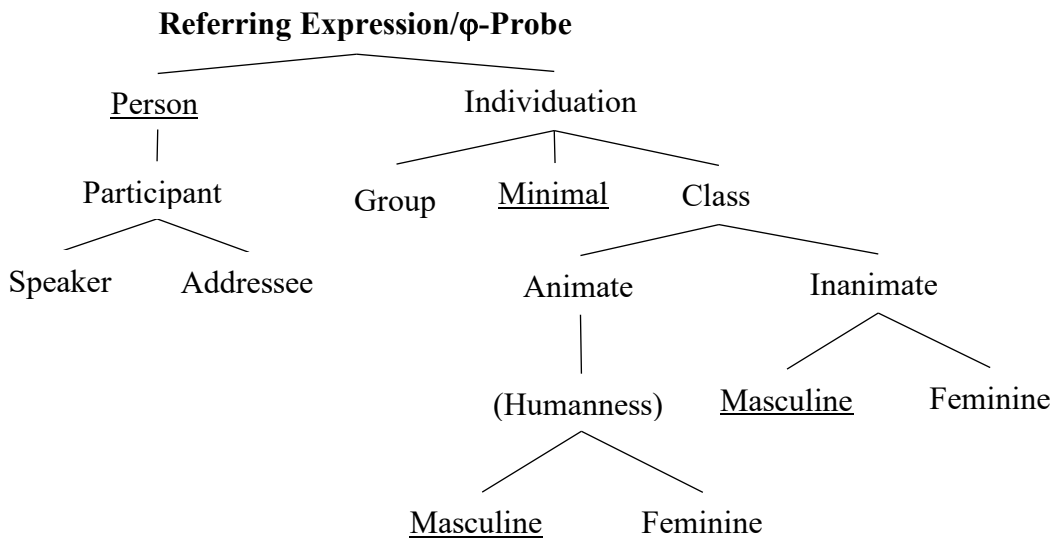 Referring Expression/φ-Probe
Person Individuation
Participant Group Minimal Class
Speaker Addressee Animate Inanimate
(Humanness) Masculine Feminine
Masculine Feminine